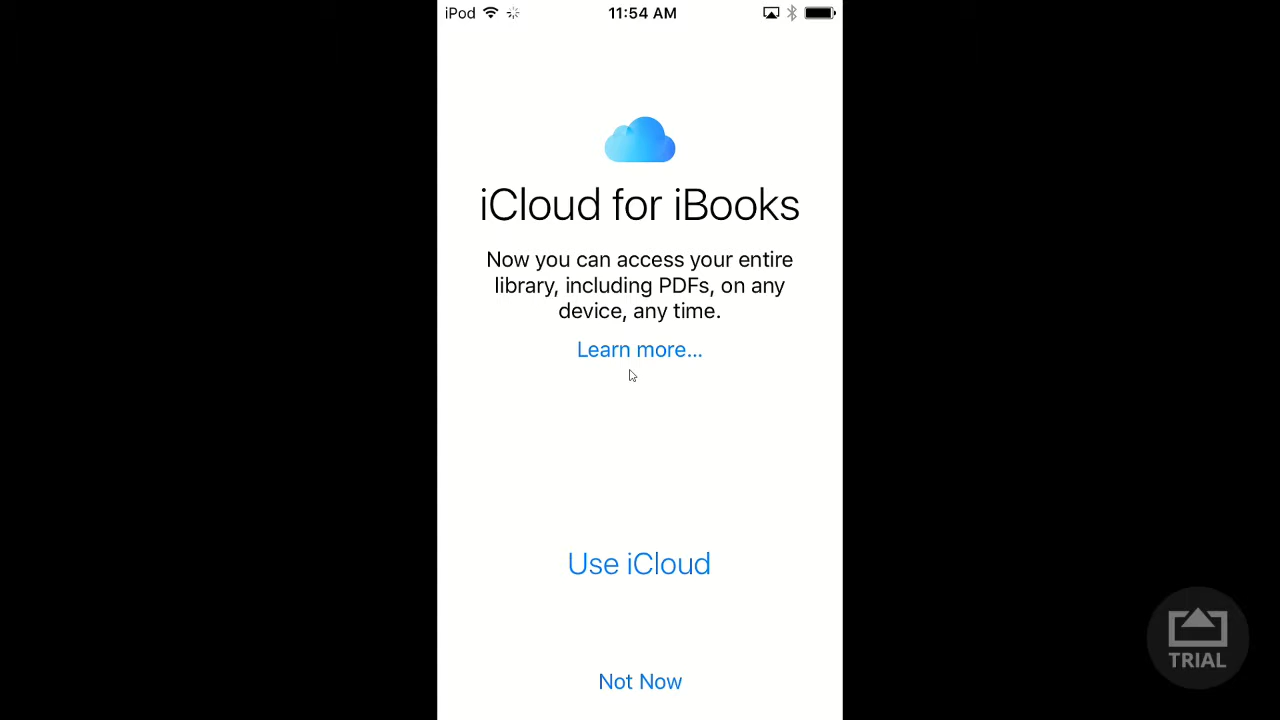 iPod 11:54 AM
iCloud for iBooks
Now you can access your entire
library, including PDFs, on any
device, any time.
Learn more...
Use iCloud
Not Now
TRIAL